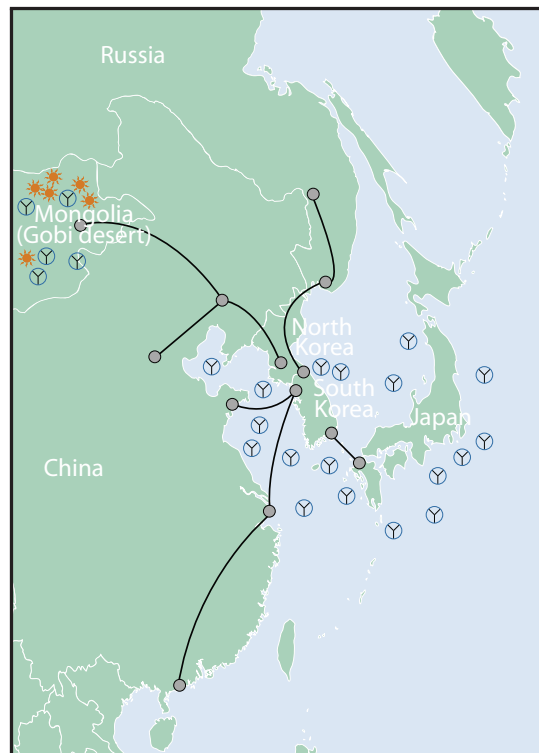 Russia
Mongolia
(Gobi desert)
North
Korea
South
Korea
Japan
China